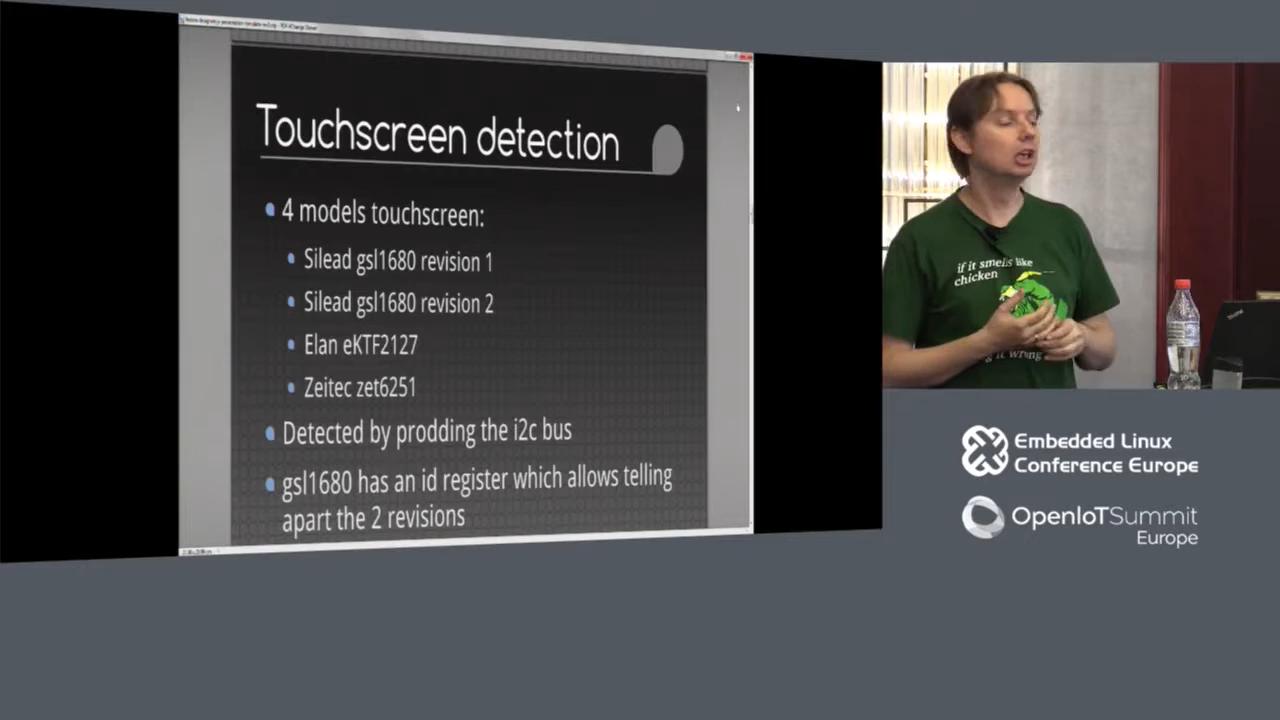 Touchscreen detection
4 models touchscreen:
Silead gsl1680 revision 1
Silead gsl1680 revision 2
Elan eKTF2127
Zeitec zet6251
Detected by prodding the i2c bus
gsl1680 has an id register which allows telling
apart the 2 revisions
if it smells like
chicken
g it wrong
Embedded Linux
Conference Europe
OpenIoTSummit
Europe